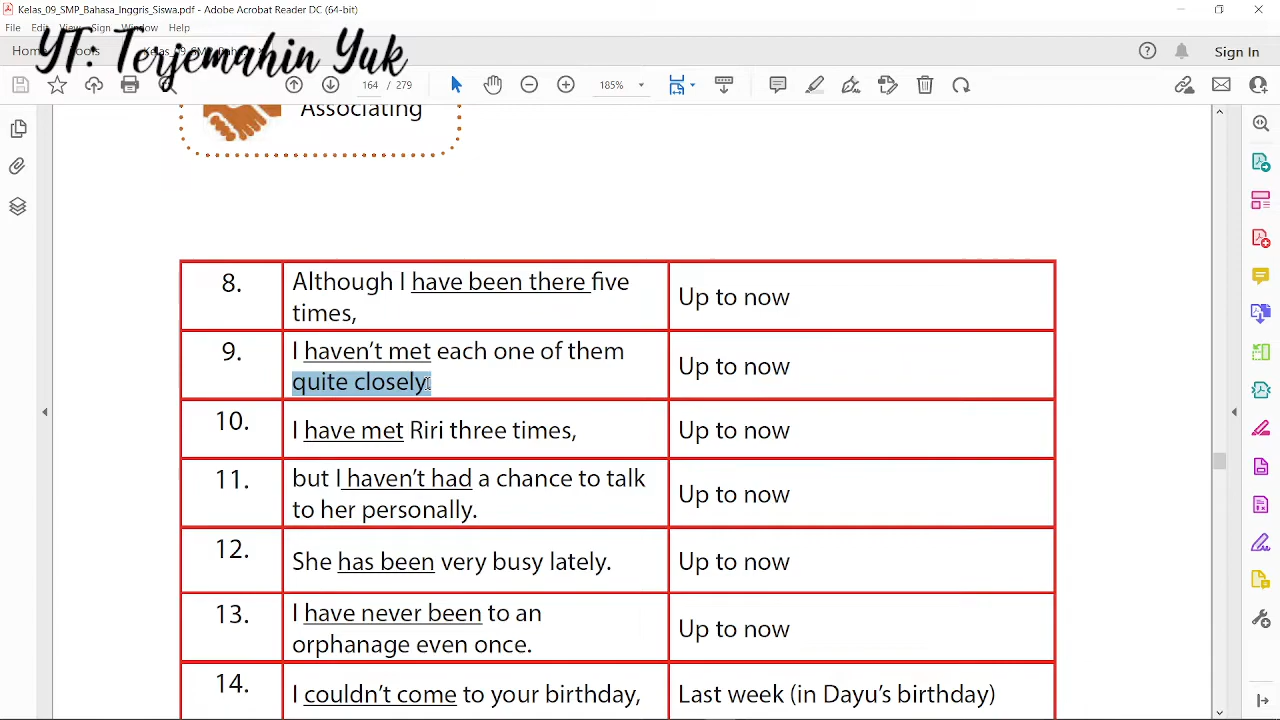 Kelas_09_SMP_Bahasa_Inggris_Siswa.pdf - Adobe Acrobat Reader DC (64-bit)
File Edit View Sign Window Help
YT: Terjemahin Yuk
Home Tools Kelas_09_SMP_Baha...
Sign In
164 / 279
185%
Associating
8.
Although I have been there five
times,
Up to now
9.
I haven't met each one of them
quite closely.
Up to now
10.
I have met Riri three times,
Up to now
11.
but I haven't had a chance to talk
to her personally.
Up to now
12.
She has been very busy lately.
Up to now
13.
I have never been to an
orphanage even once.
Up to now
14.
I couldn't come to your birthday,
Last week (in Dayu's birthday)